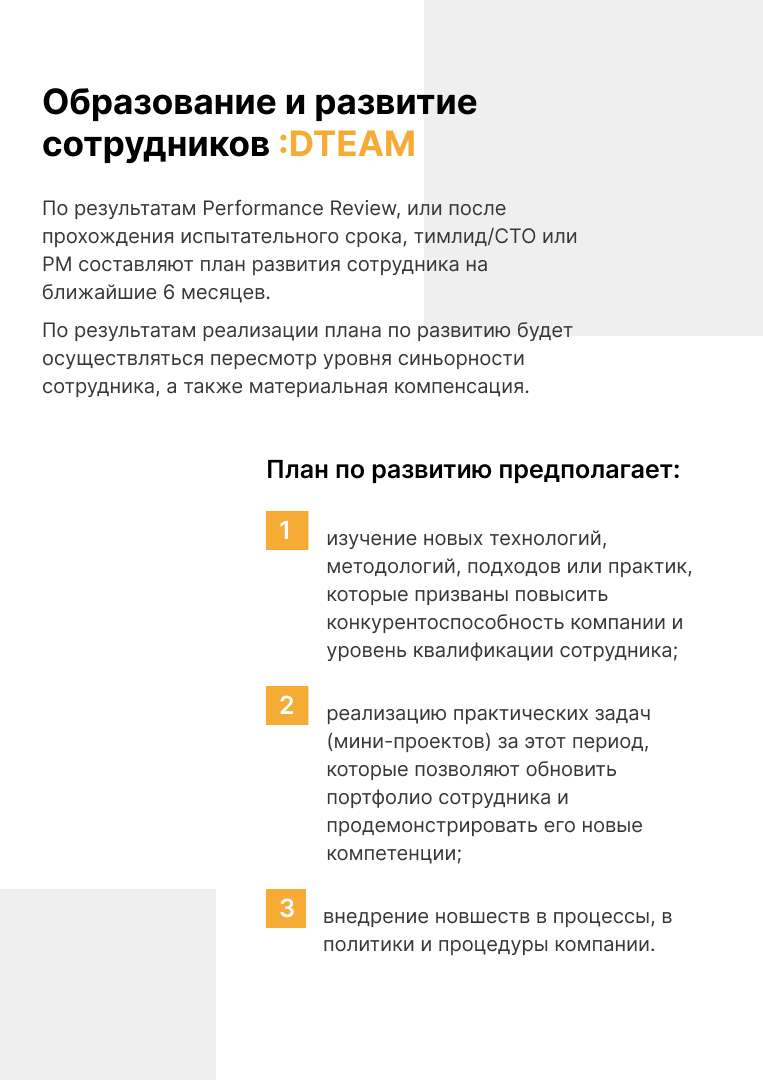 Образование и развитие
сотрудников :DTEAM
По результатам Performance Review, или после
прохождения испытательного срока, тимлид/СТО или
PM составляют план развития сотрудника на
ближайшие 6 месяцев.
По результатам реализации плана по развитию будет
осуществляться пересмотр уровня синьорности
сотрудника, а также материальная компенсация.
План по развитию предполагает:
1
изучение новых технологий,
методологий, подходов или практик,
которые призваны повысить
конкурентоспособность компании и
уровень квалификации сотрудника;
2
реализацию практических задач
(мини-проектов) за этот период,
которые позволяют обновить
портфолио сотрудника и
продемонстрировать его новые
компетенции;
3
внедрение новшеств в процессы, в
политики и процедуры компании.